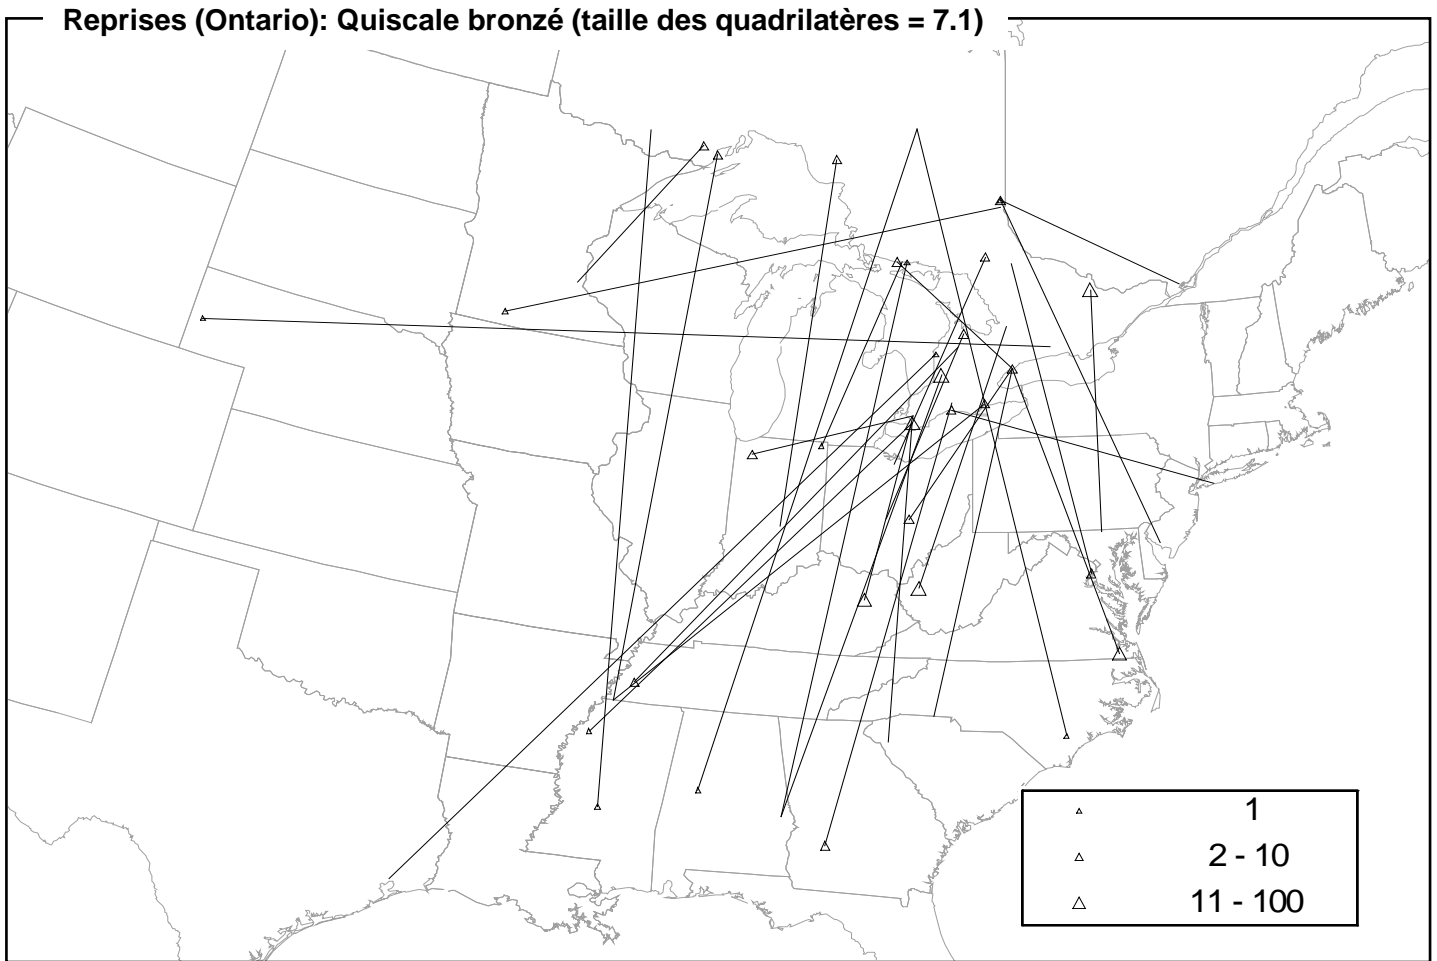 Reprises (Ontario): Quiscale bronzé (taille des quadrilatères = 7.1)
1
2 - 10
11 - 100